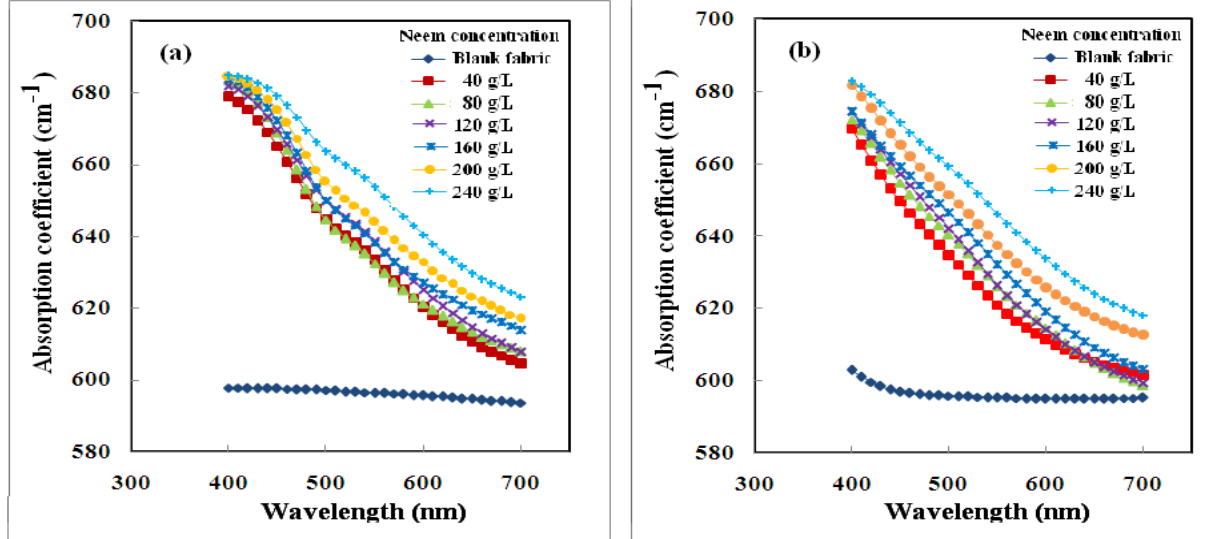 700
680
660
640
620
600
580
300
400
500
600
700
Absorption coefficient (cm⁻¹)
Wavelength (nm)
(a)
Neem concentration
Blank fabric
40 g/L
80 g/L
120 g/L
160 g/L
200 g/L
240 g/L
700
680
660
640
620
600
580
300
400
500
600
700
Absorption coefficient (cm⁻¹)
Wavelength (nm)
(b)
Neem concentration
Blank fabric
40 g/L
80 g/L
120 g/L
160 g/L
200 g/L
240 g/L